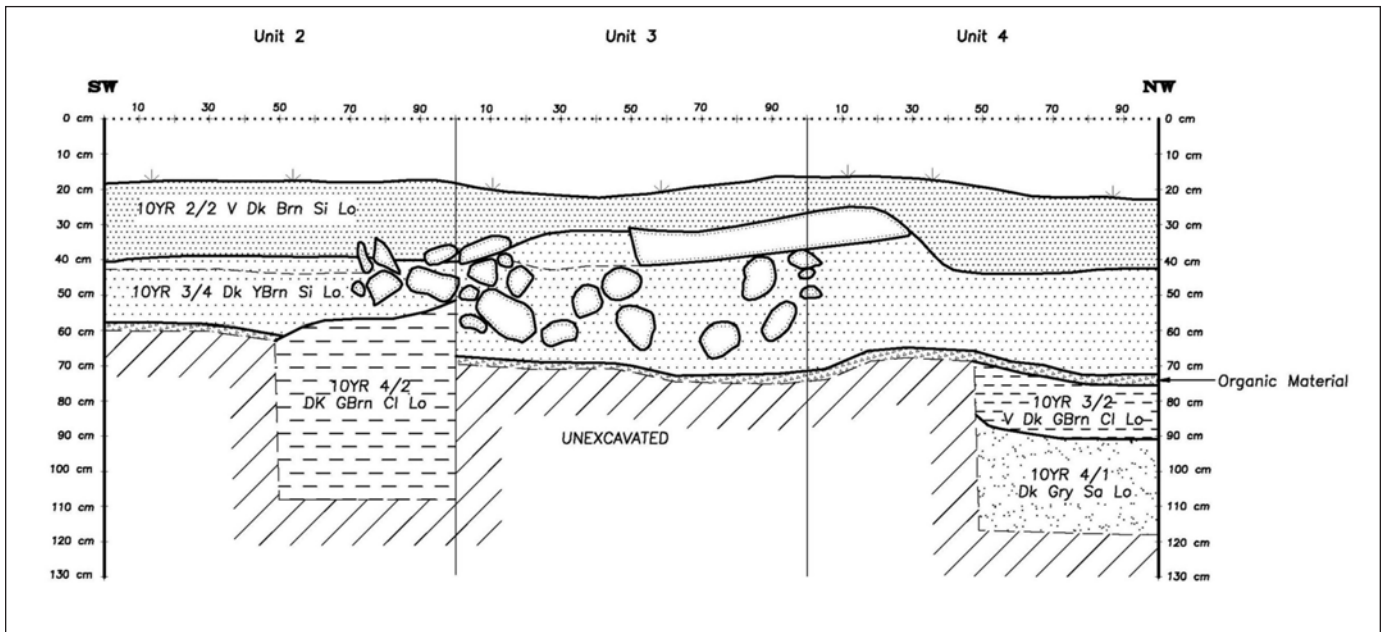 Unit 2 Unit 3 Unit 4
SW NW
10 30 50 70 90 10 30 50 70 90 10 30 50 70 90
0 cm 0 cm
10 cm 10 cm
20 cm 20 cm
10YR 2/2 V Dk Brn Si Lo
30 cm 30 cm
40 cm 40 cm
50 cm 10YR 3/4 Dk YBrn Si Lo 50 cm
60 cm 60 cm
70 cm 70 cm
Organic Material
10YR 4/2
80 cm 10YR 3/2 80 cm
DK GBrn Cl Lo
V Dk GBrn Cl Lo
90 cm UNEXCAVATED 90 cm
100 cm 10YR 4/1 100 cm
Dk Gry Sa Lo
110 cm 110 cm
120 cm 120 cm
130 cm 130 cm